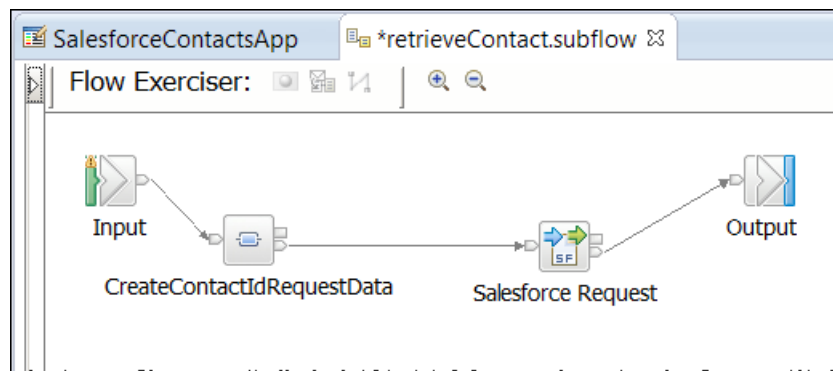 SalesforceContactsApp
*retrieveContact.subflow
Flow Exerciser:
Input
Output
CreateContactIdRequestData
Salesforce Request
SF